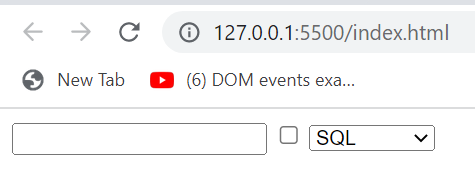 127.0.0.1:5500/index.html
New Tab (6) DOM events exa...
SQL